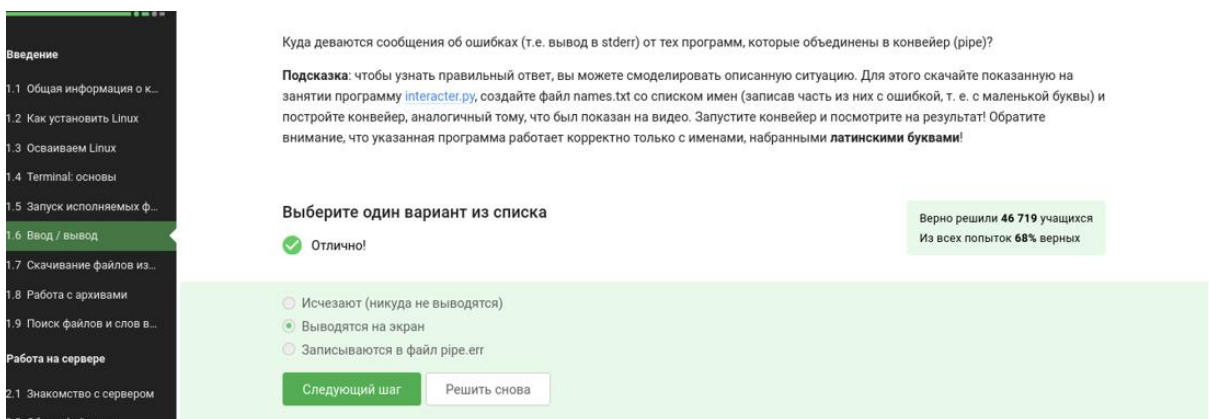 Введение
1.1 Общая информация о к...
1.2 Как установить Linux
1.3 Осваиваем Linux
1.4 Terminal: основы
1.5 Запуск исполняемых ф...
1.6 Ввод / вывод
1.7 Скачивание файлов из...
1.8 Работа с архивами
1.9 Поиск файлов и слов в...
Работа на сервере
2.1 Знакомство с сервером
Куда деваются сообщения об ошибках (т.е. вывод в stderr) от тех программ, которые объединены в конвейер (pipe)?
Подсказка: чтобы узнать правильный ответ, вы можете смоделировать описанную ситуацию. Для этого скачайте показанную на
занятии программу interacter.py, создайте файл names.txt со списком имен (записав часть из них с ошибкой, т. е. с маленькой буквы) и
постройте конвейер, аналогичный тому, что был показан на видео. Запустите конвейер и посмотрите на результат! Обратите
внимание, что указанная программа работает корректно только с именами, набранными латинскими буквами!
Выберите один вариант из списка
Отлично!
Верно решили 46 719 учащихся
Из всех попыток 68% верных
Исчезают (никуда не выводятся)
Выводятся на экран
Записываются в файл pipe.err
Следующий шаг
Решить снова